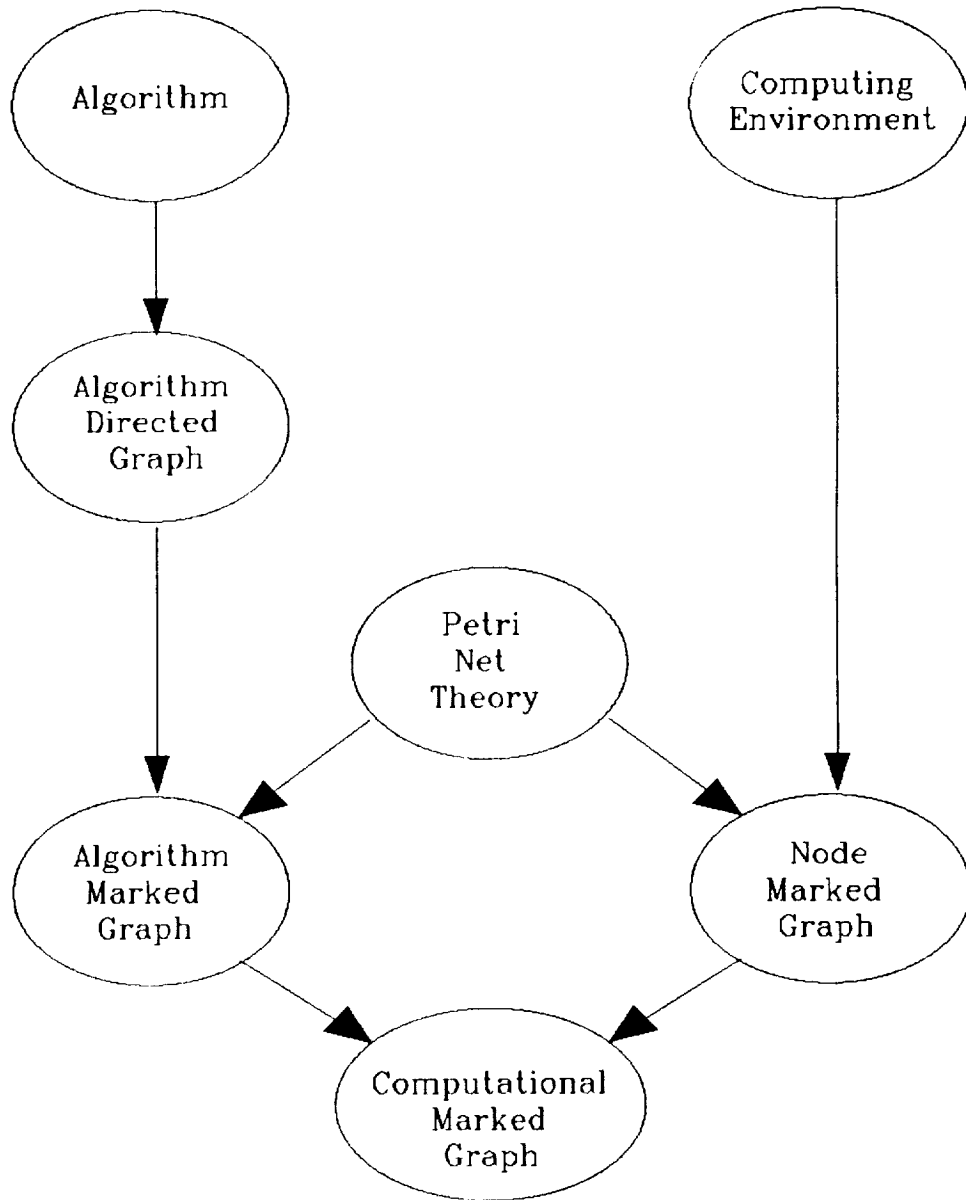 Algorithm
Computing
Environment
Algorithm
Directed
Graph
Petri
Net
Theory
Algorithm
Marked
Graph
Node
Marked
Graph
Computational
Marked
Graph